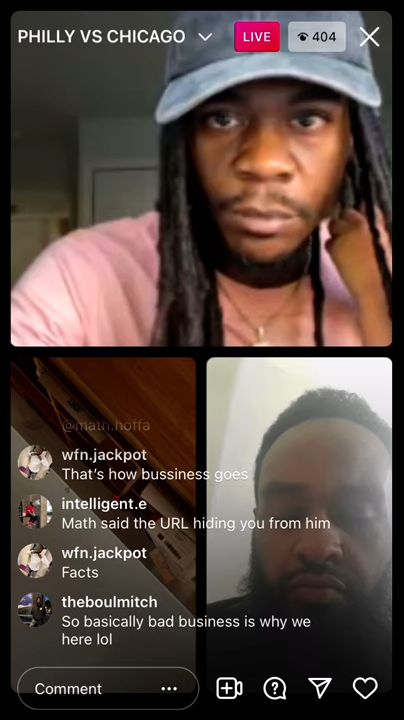 PHILLY VS CHICAGO
LIVE
404
@math.hoffa
wfn.jackpot
That's how bussiness goes
intelligent.e
Math said the URL hiding you from him
wfn.jackpot
Facts
theboulmitch
So basically bad business is why we
here lol
Comment